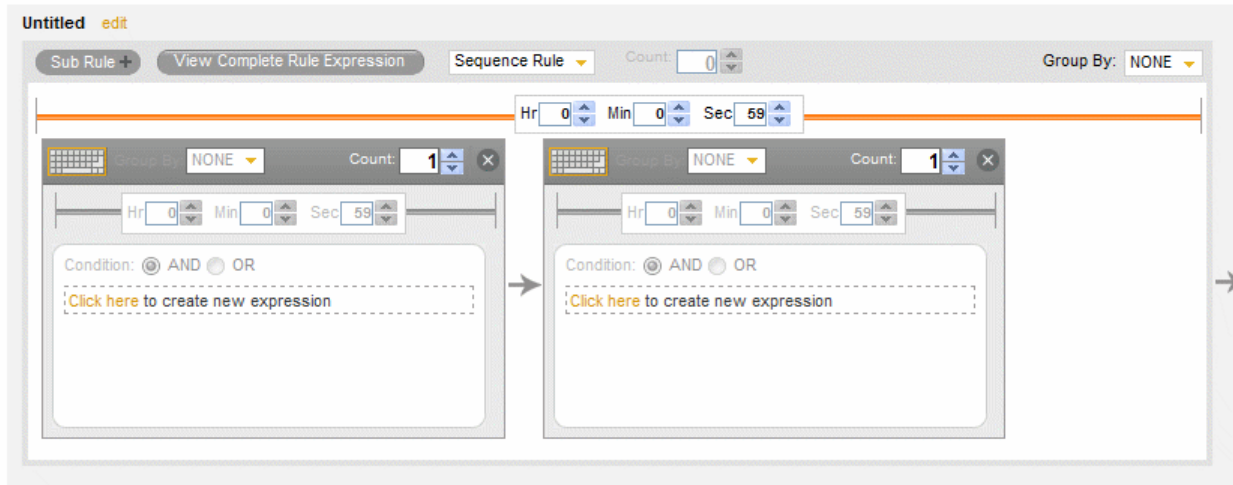 Untitled edit
Sub Rule + View Complete Rule Expression Sequence Rule Count: 0 Group By: NONE
Hr 0 Min 0 Sec 59
Group By NONE Count: 1 Group By NONE Count: 1
Hr 0 Min 0 Sec 59 Hr 0 Min 0 Sec 59
Condition: AND OR Condition: AND OR
Click here to create new expression Click here to create new expression